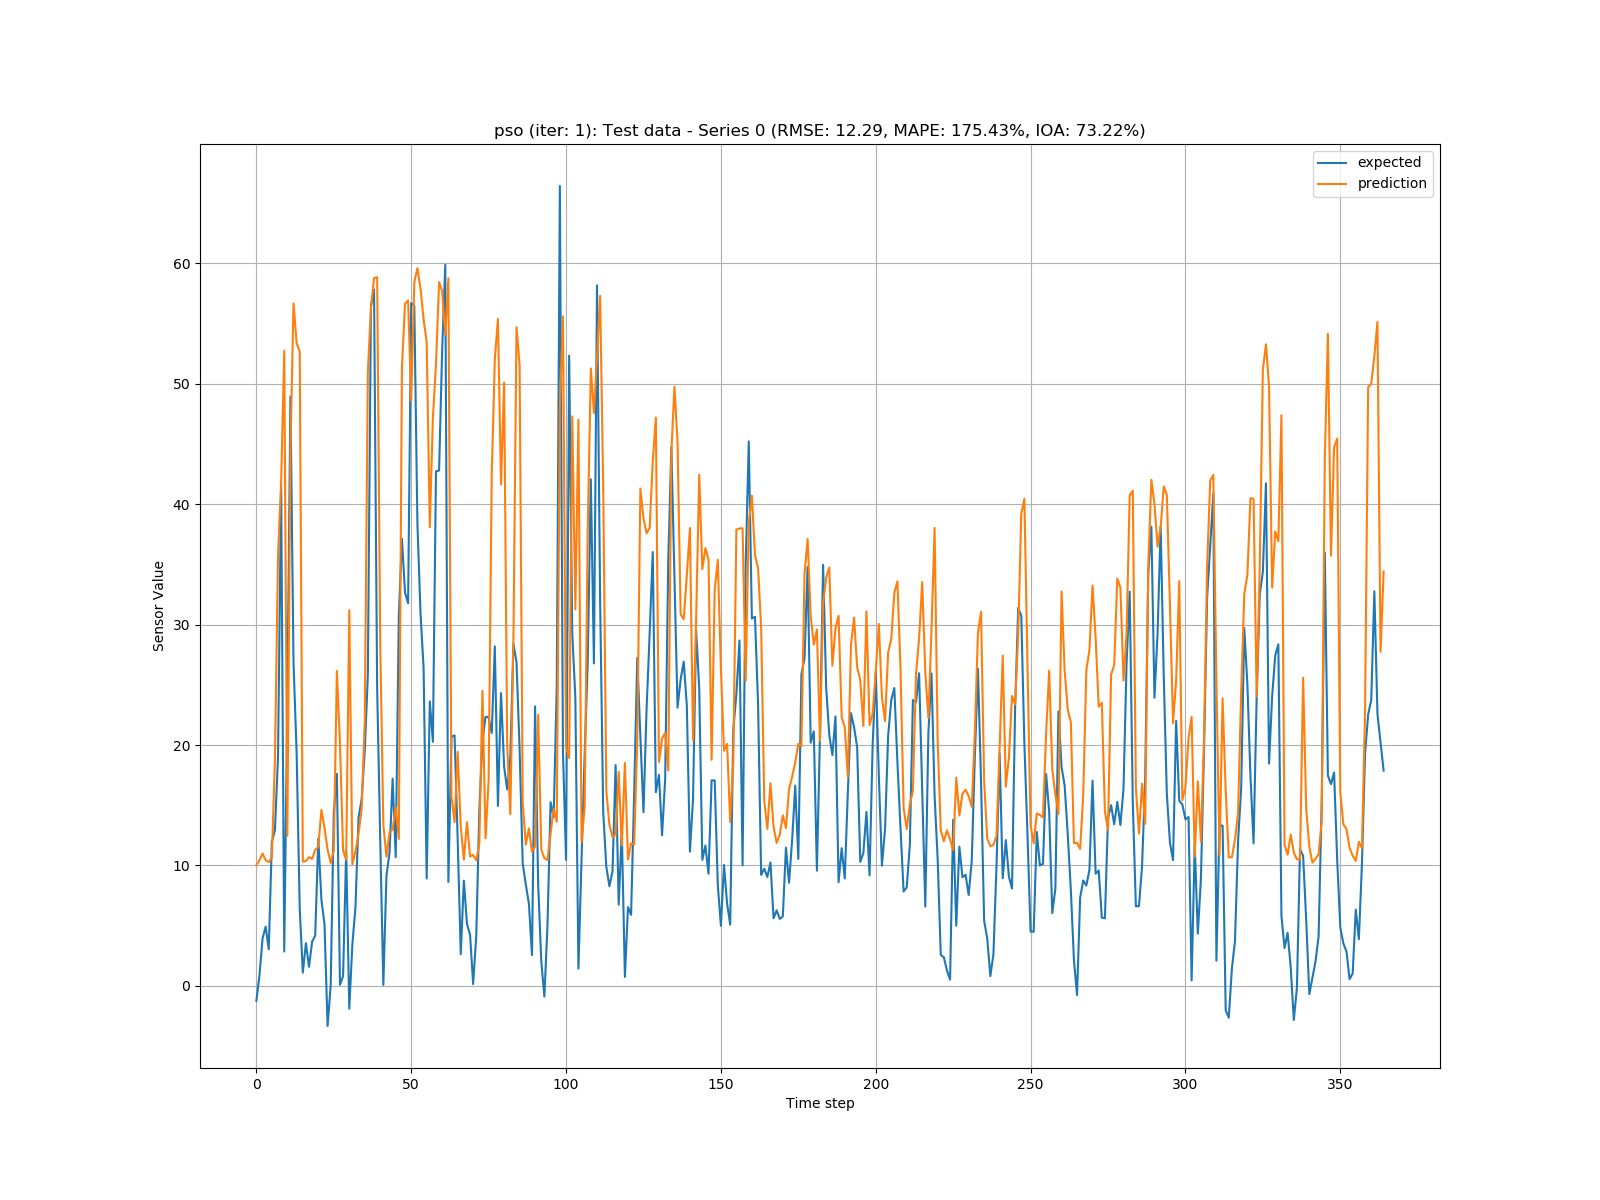 pso (iter: 1): Test data - Series 0 (RMSE: 12.29, MAPE: 175.43%, IOA: 73.22%)
expected
prediction
60
50
40
30
20
10
0
Sensor Value
0 50 100 150 200 250 300 350
Time step